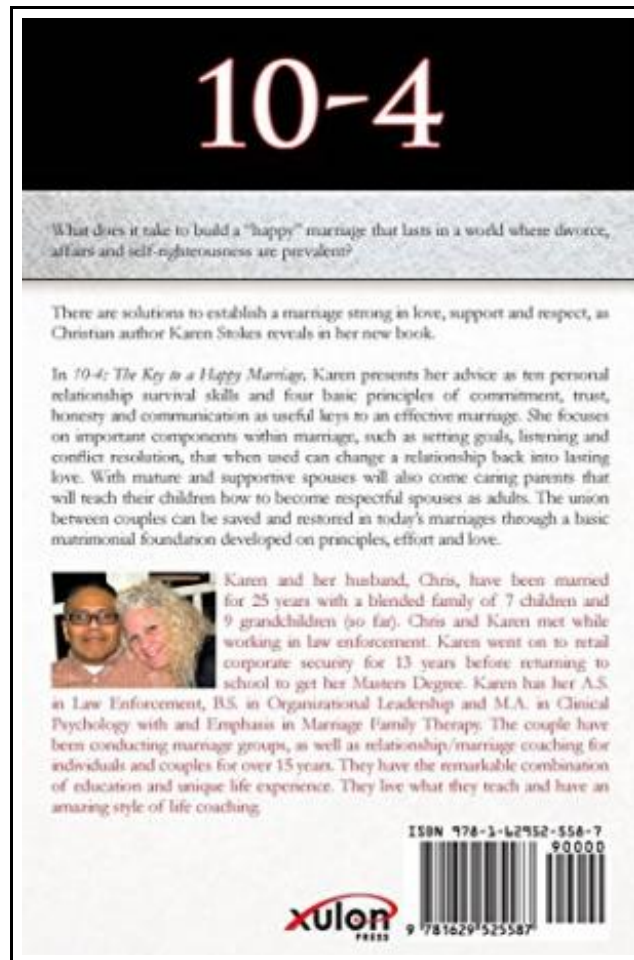 10-4
What does it take to build a "happy" marriage that lasts in a world where divorce,
affairs and self-righteousness are prevalent?
There are solutions to establish a marriage strong in love, support and respect, as
Christian author Karen Stokes reveals in her new book.
In 10-4: The Key to a Happy Marriage, Karen presents her advice as ten personal
relationship survival skills and four basic principles of commitment, trust,
honesty and communication as useful keys to an effective marriage. She focuses
on important components within marriage, such as setting goals, listening and
conflict resolution, that when used can change a relationship back into lasting
love. With mature and supportive spouses will also come caring parents that
will teach their children how to become respectful spouses as adults. The union
between couples can be saved and restored in today's marriages through a basic
matrimonial foundation developed on principles, effort and love.
Karen and her husband, Chris, have been married
for 25 years with a blended family of 7 children and
9 grandchildren (so far). Chris and Karen met while
working in law enforcement. Karen went on to retail
corporate security for 13 years before returning to
school to get her Masters Degree. Karen has her A.S.
in Law Enforcement, B.S. in Organizational Leadership and M.A. in Clinical
Psychology with and Emphasis in Marriage Family Therapy. The couple have
been conducting marriage groups, as well as relationship/marriage coaching for
individuals and couples for over 15 years. They have the remarkable combination
of education and unique life experience. They live what they teach and have an
amazing style of life coaching.
ISBN 978-1-62952-558-7
90000
9 781629 525587
xulon
PRESS